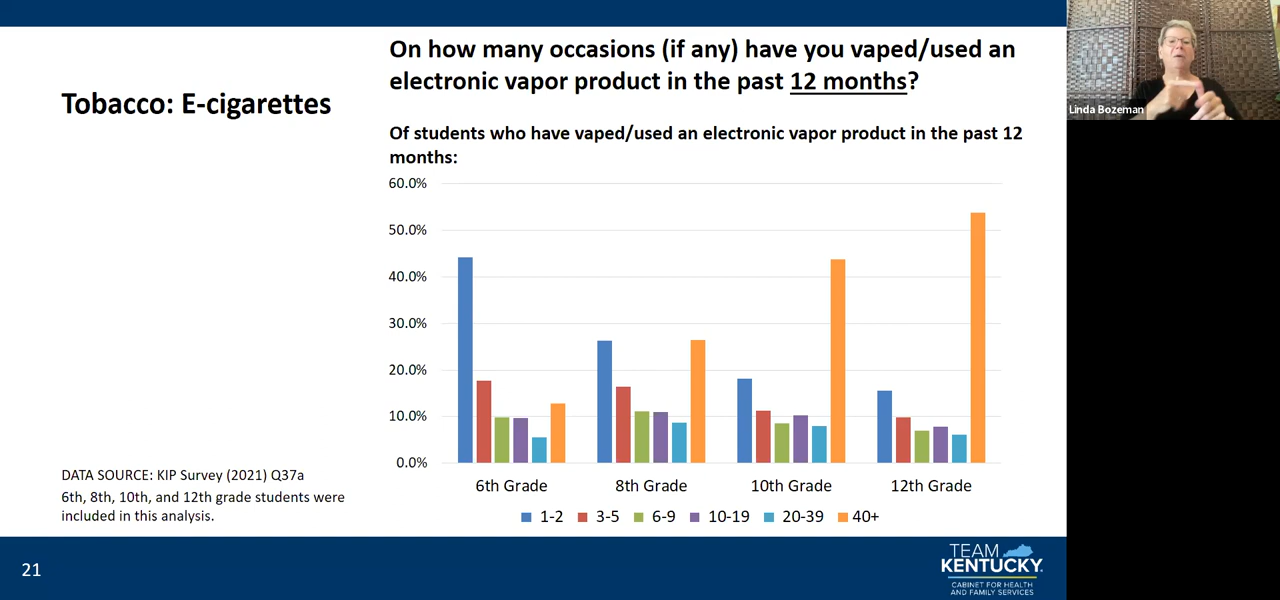 Tobacco: E-cigarettes
On how many occasions (if any) have you vaped/used an
electronic vapor product in the past 12 months?
Of students who have vaped/used an electronic vapor product in the past 12
months:
60.0%
50.0%
40.0%
30.0%
20.0%
10.0%
0.0%
6th Grade 8th Grade 10th Grade 12th Grade
1-2 3-5 6-9 10-19 20-39 40+
DATA SOURCE: KIP Survey (2021) Q37a
6th, 8th, 10th, and 12th grade students were
included in this analysis.
21
TEAM
KENTUCKY.
CABINET FOR HEALTH
AND FAMILY SERVICES
Linda Bozeman